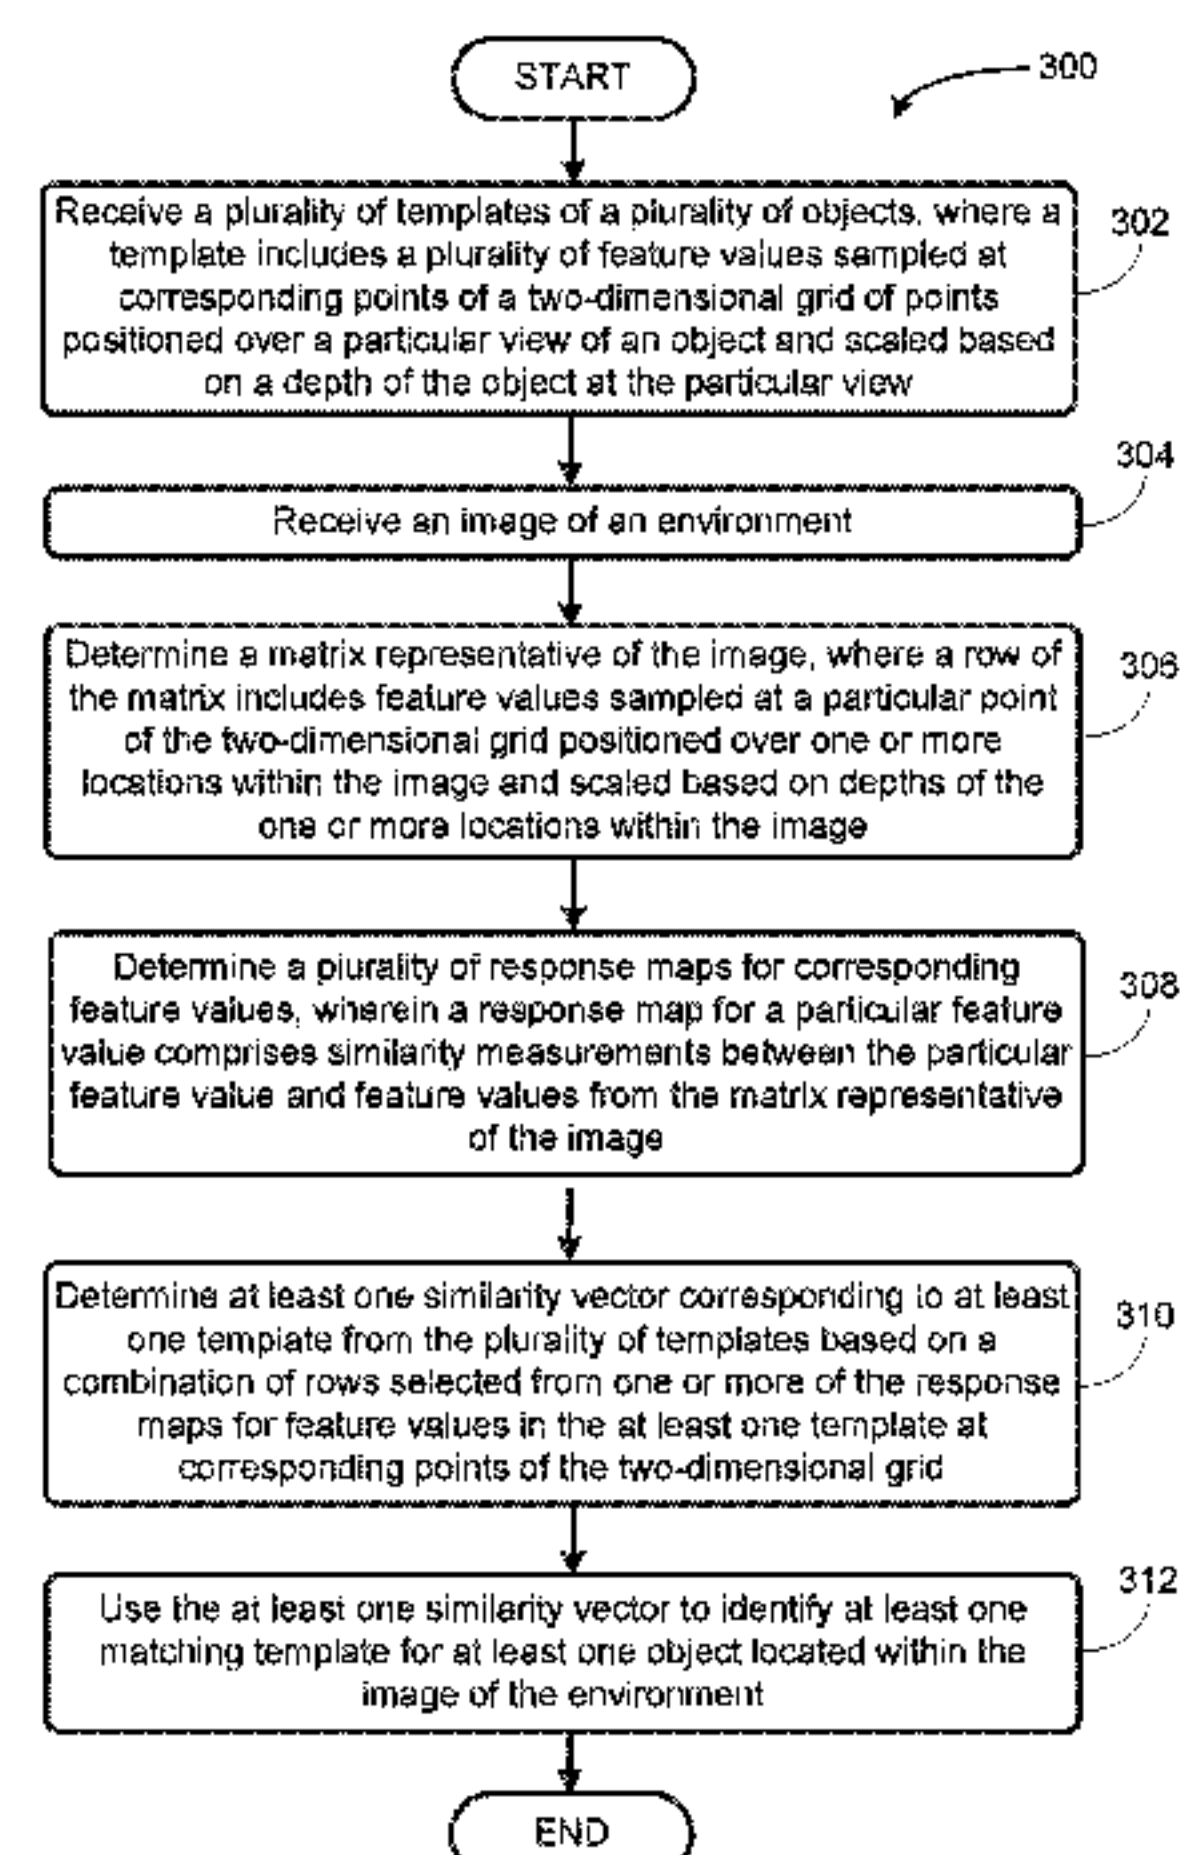 START
300
Receive a plurality of templates of a plurality of objects, where a
template includes a plurality of feature values sampled at
corresponding points of a two-dimensional grid of points
positioned over a particular view of an object and scaled based
on a depth of the object at the particular view
302
304
Receive an image of an environment
Determine a matrix representative of the image, where a row of
the matrix includes feature values sampled at a particular point
of the two-dimensional grid positioned over one or more
locations within the image and scaled based on depths of the
one or more locations within the image
306
Determine a plurality of response maps for corresponding
feature values, wherein a response map for a particular feature
value comprises similarity measurements between the particular
feature value and feature values from the matrix representative
of the image
308
Determine at least one similarity vector corresponding to at least
one template from the plurality of templates based on a
combination of rows selected from one or more of the response
maps for feature values in the at least one template at
corresponding points of the two-dimensional grid
310
312
Use the at least one similarity vector to identify at least one
matching template for at least one object located within the
image of the environment
END